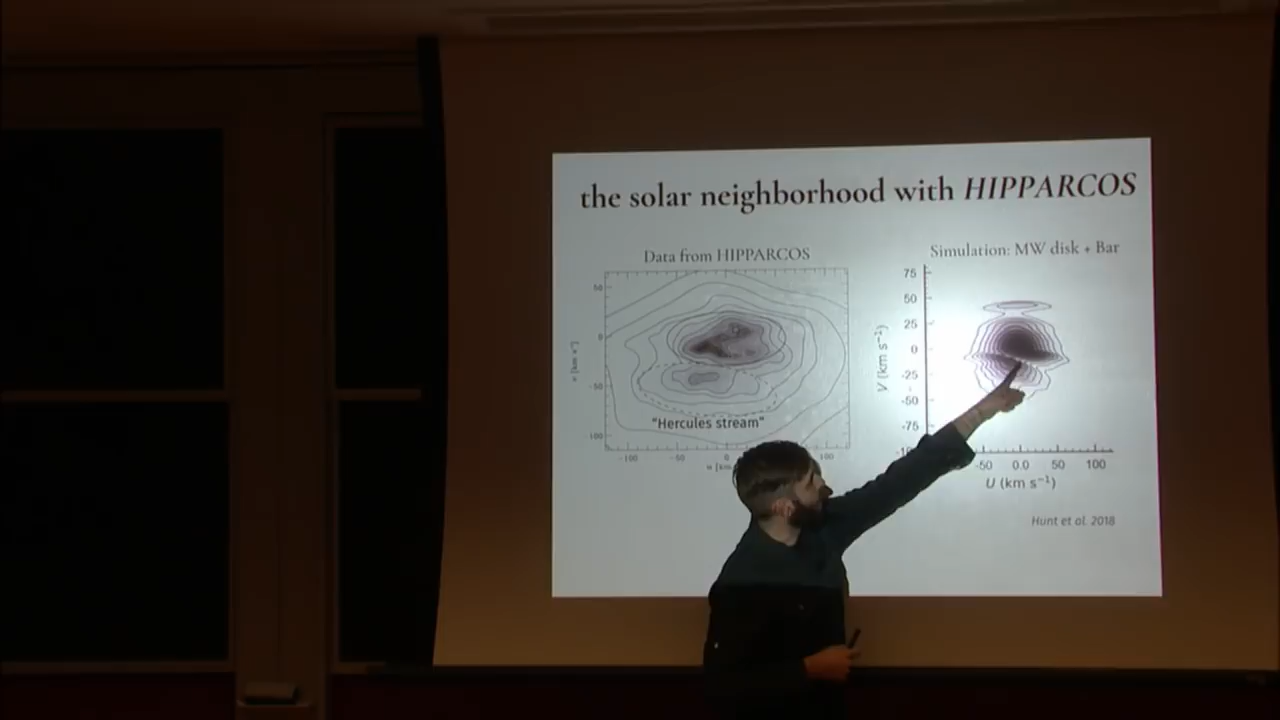 the solar neighborhood with HIPPARCOS
Data from HIPPARCOS
Simulation: MW disk + Bar
50
0
-50
100
-100
-50
0
100
"Hercules stream"
75
50
25
0
-25
-50
-75
V (km s⁻¹)
-50 0.0 50 100
U (km s⁻¹)
Hunt et al. 2018